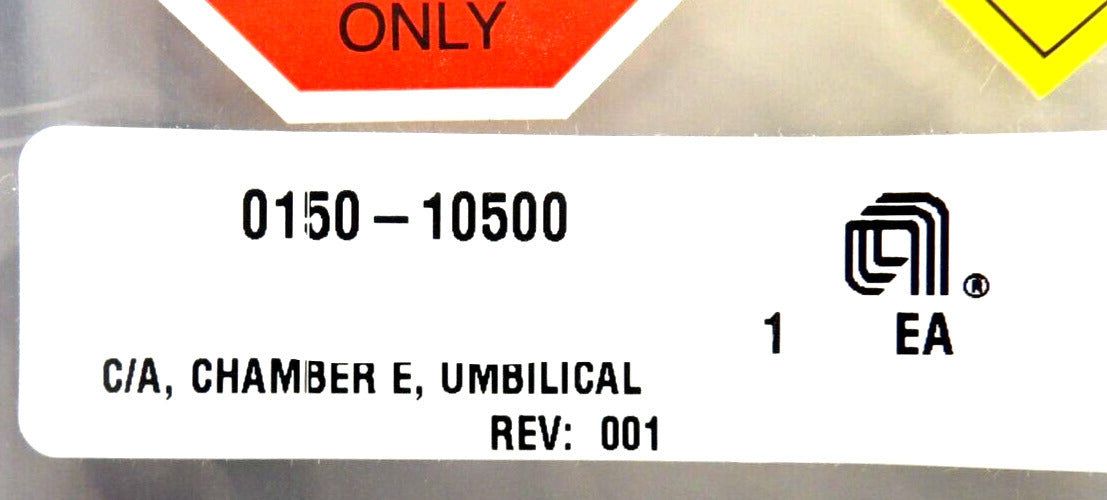 ONLY
0150-10500
®
1 EA
C/A, CHAMBER E, UMBILICAL
REV: 001